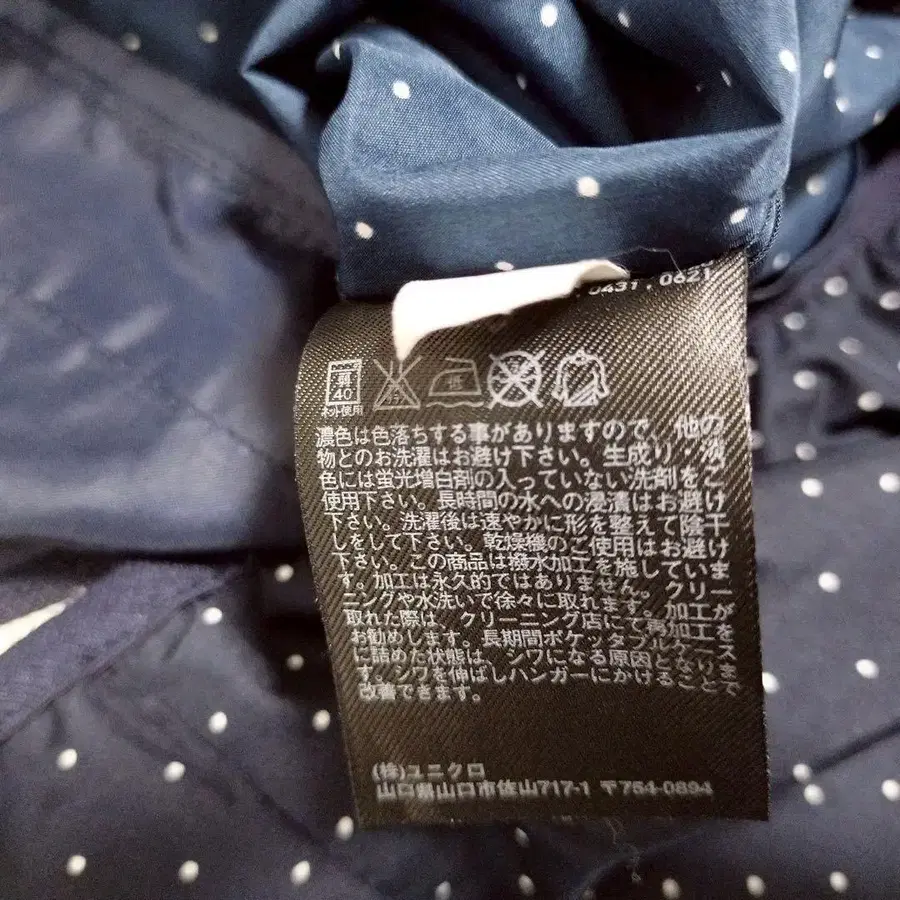 .0431.0621
弱
40
ネット使用
濃色は色落ちする事がありますので、他の
物とのお洗濯はお避け下さい。生成り・淡
色には蛍光増白剤の入っていない洗剤をご
使用下さい。長時間の水への浸漬はお避け
下さい。洗濯後は速やかに形を整えて陰干
しをして下さい。乾燥機のご使用はお避け
下さい。この商品は撥水加工を施していま
す。加工は永久的ではありません。クリー
ニングや水洗いで徐々に取れます。加工が
取れた際は、クリーニング店にて再加工を
お勧めします。長期間ポケッタブルケース
に詰めた状態は、シワになる原因となりま
す。シワを伸ばしハンガーにかけることで
改善できます。
(株)ユニクロ
山口県山口市佐山717-1 〒754-0894